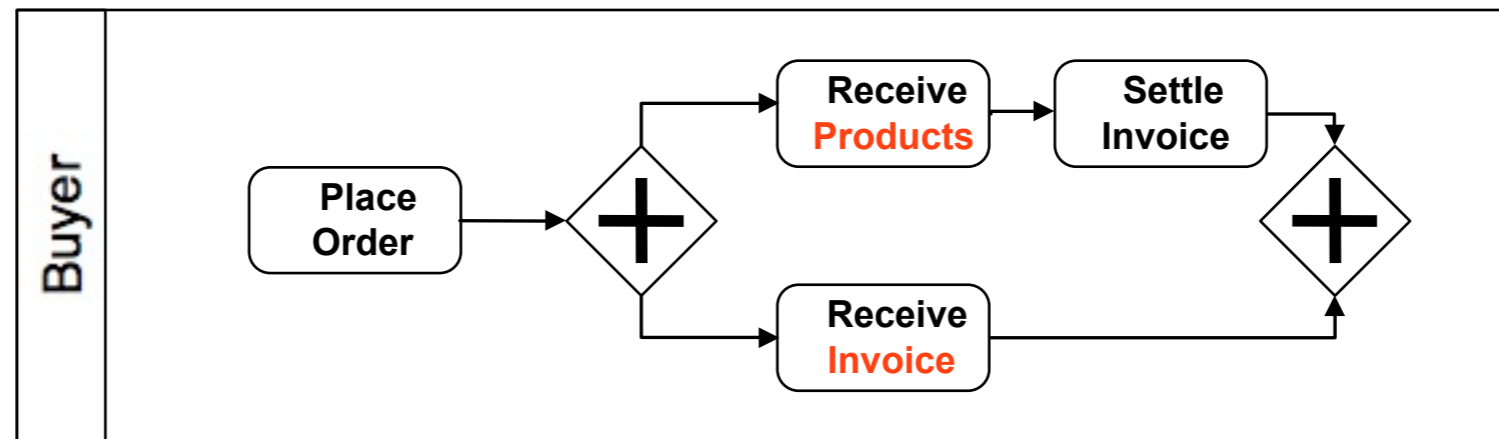 Buyer
Place
Order
Receive
Products
Settle
Invoice
Receive
Invoice